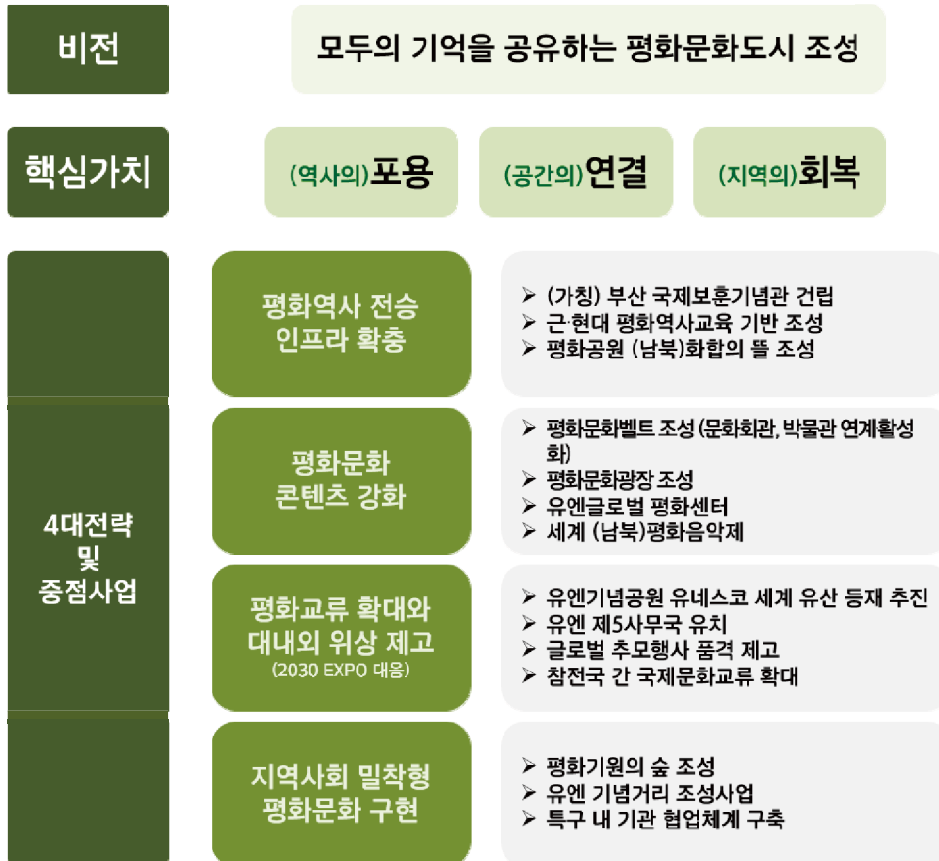 비전
모두의 기억을 공유하는 평화문화도시 조성
핵심가치
(역사의)포용
(공간의)연결
(지역의)회복
4대전략
및
중점사업
평화역사 전승
인프라 확충
➢ (가칭) 부산 국제보훈기념관 건립
➢ 근·현대 평화역사교육 기반 조성
➢ 평화공원 (남북)화합의 뜰 조성
평화문화
콘텐츠 강화
➢ 평화문화벨트 조성 (문화회관, 박물관 연계활성
화)
➢ 평화문화광장 조성
➢ 유엔글로벌 평화센터
➢ 세계 (남북)평화음악제
평화교류 확대와
대내외 위상 제고
(2030 EXPO 대응)
➢ 유엔기념공원 유네스코 세계 유산 등재 추진
➢ 유엔 제5사무국 유치
➢ 글로벌 추모행사 품격 제고
➢ 참전국 간 국제문화교류 확대
지역사회 밀착형
평화문화 구현
➢ 평화기원의 숲 조성
➢ 유엔 기념거리 조성사업
➢ 특구 내 기관 협업체계 구축